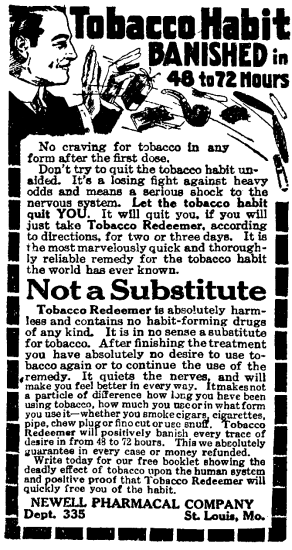 Tobacco Habit
BANISHED in
48 to 72 Hours
No craving for tobacco in any
form after the first dose.
Don't try to quit the tobacco habit un-
aided. It's a losing fight against heavy
odds and means a serious shock to the
nervous system. Let the tobacco habit
quit YOU. It will quit you, if you will
just take Tobacco Redeemer, according
to directions, for two or three days. It is
the most marvelously quick and thorough-
ly reliable remedy for the tobacco habit
the world has ever known.
Not a Substitute
Tobacco Redeemer is absolutely harm-
less and contains no habit-forming drugs
of any kind. It is in no sense a substitute
for tobacco. After finishing the treatment
you have absolutely no desire to use to-
bacco again or to continue the use of the
remedy. It quiets the nerves, and will
make you feel better in every way. It makes not
a particle of difference how long you have been
using tobacco, how much you use or in what form
you use it—whether you smoke cigars, cigarettes,
pipe, chew plug or fine cut or use snuff. Tobacco
Redeemer will positively banish every trace of
desire in from 48 to 72 hours. This we absolutely
guarantee in every case or money refunded.
Write today for our free booklet showing the
deadly effect of tobacco upon the human system
and positive proof that Tobacco Redeemer will
quickly free you of the habit.
NEWELL PHARMACAL COMPANY
Dept. 335 St. Louis, Mo.